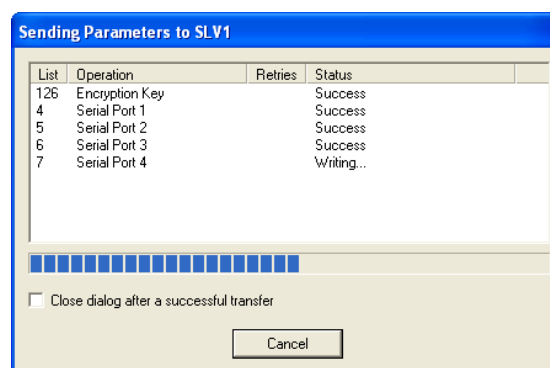 Sending Parameters to SLV1
List Operation Retries Status
126 Encryption Key Success
4 Serial Port 1 Success
5 Serial Port 2 Success
6 Serial Port 3 Success
7 Serial Port 4 Writing...
Close dialog after a successful transfer
Cancel